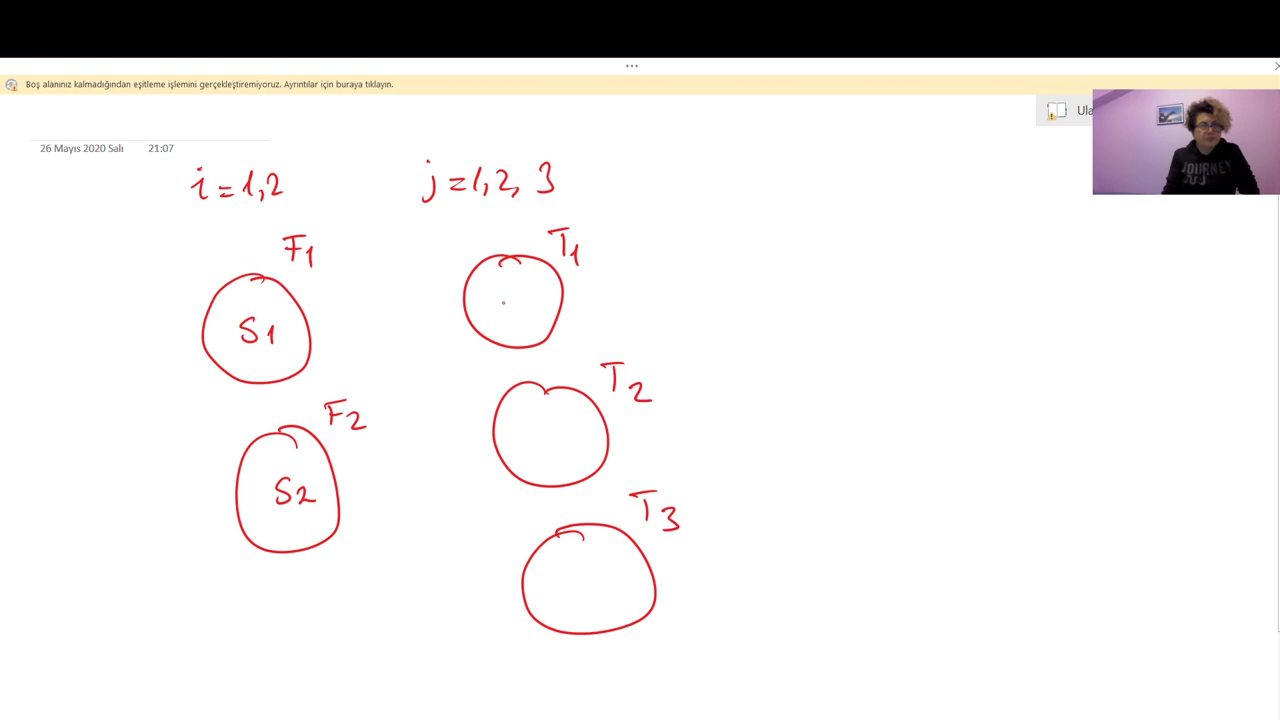 Boş alanınız kalmadığından eşitleme işlemini gerçekleştiremiyoruz. Ayrıntılar için buraya tıklayın.
Ula
JOURNEY
26 Mayıs 2020 Salı 21:07
i = 1,2 j = 1,2, 3
F1 T1
S1
T2
F2
S2
T3